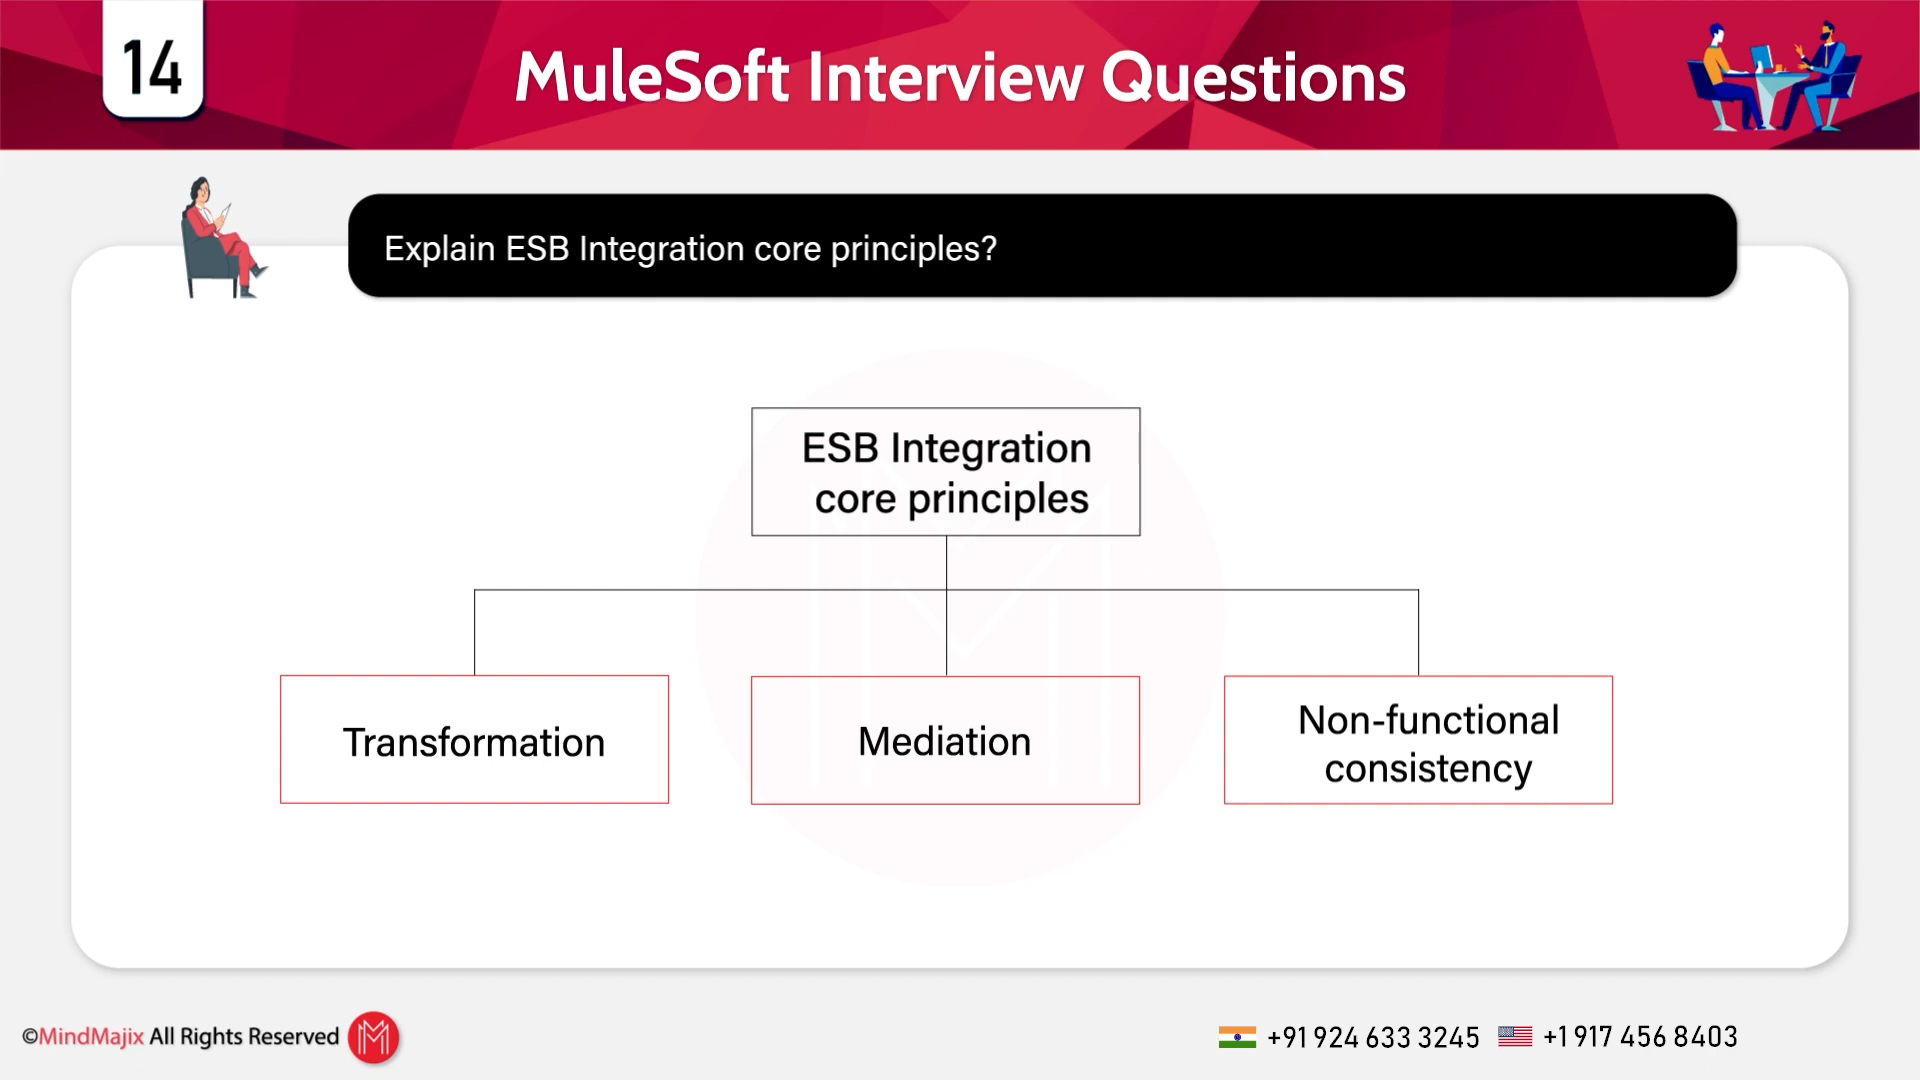 14
MuleSoft Interview Questions
Explain ESB Integration core principles?
ESB Integration
core principles
Transformation
Mediation
Non-functional
consistency
©MindMajix All Rights Reserved
+91 924 633 3245
+1 917 456 8403